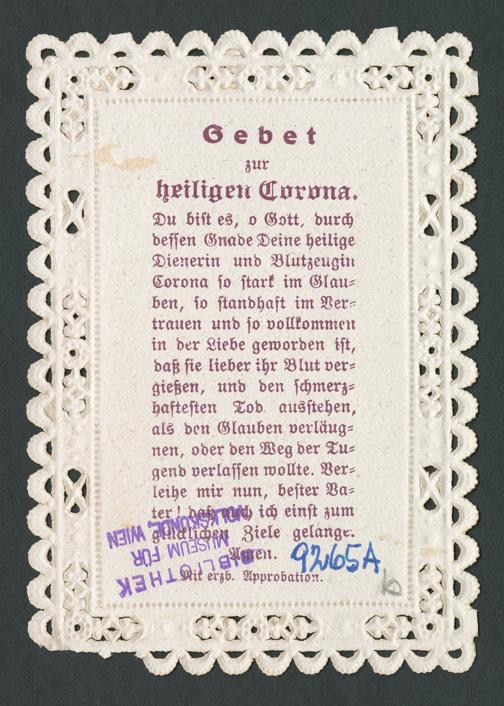 Gebet
zur
heiligen Corona.
Du bist es, o Gott, durch
dessen Gnade Deine heilige
Dienerin und Blutzeugin
Corona so stark im Glau-
ben, so standhaft im Ver-
trauen und so vollkommen
in der Liebe geworden ist,
daß sie lieber ihr Blut ver-
gießen, und den schmerz-
haftesten Tod ausstehen,
als den Glauben verläug-
nen, oder den Weg der Tu-
gend verlassen wollte. Ver-
leihe mir nun, bester Va-
ter! daß auch ich einst zum
glücklichen Ziele gelange.
Amen.
Mit erzb. Approbation.
BIBLIOTHEK
MUSEUM FÜR
VOLKSKUNDE, WIEN
92165A